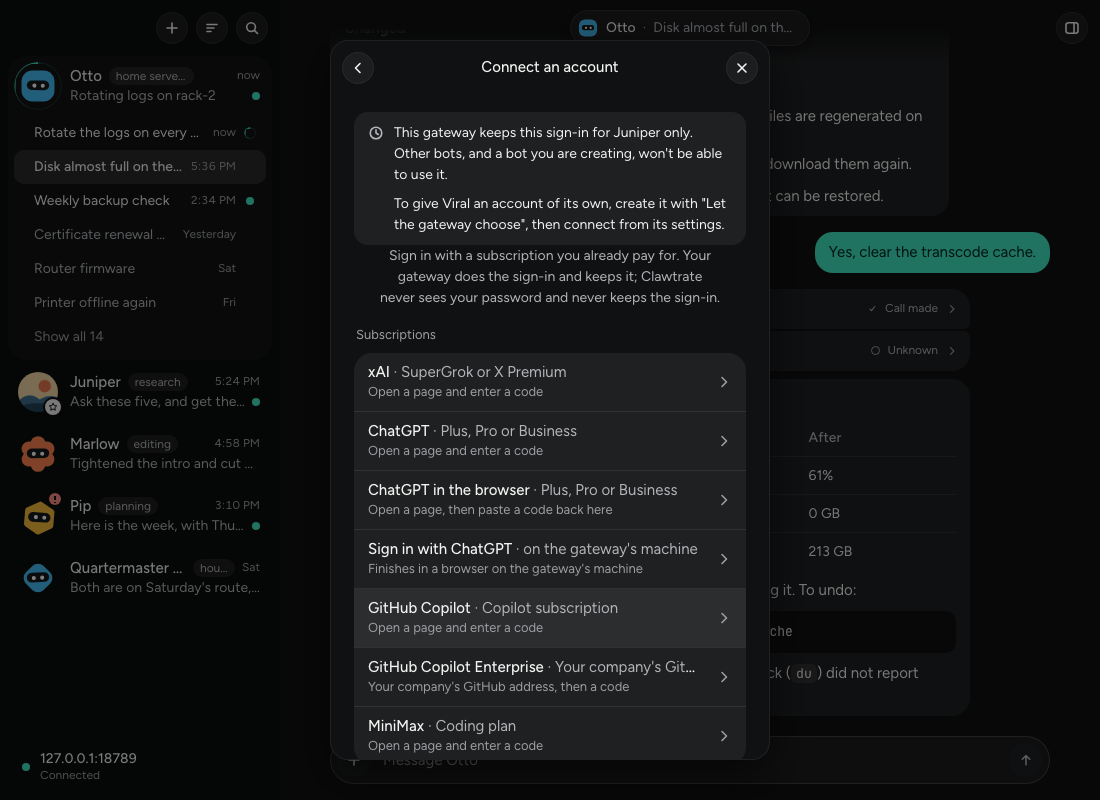 Otto · Disk almost full on th...
Otto home serve... now
Rotating logs on rack-2
Rotate the logs on every ... now
Disk almost full on the... 5:36 PM
Weekly backup check 2:34 PM
Certificate renewal ... Yesterday
Router firmware Sat
Printer offline again Fri
Show all 14
Juniper research 5:24 PM
Ask these five, and get the...
Marlow editing 4:58 PM
Tightened the intro and cut ...
Pip planning 3:10 PM
Here is the week, with Thu...
Quartermaster ... hou... Sat
Both are on Saturday's route,...
127.0.0.1:18789
Connected
Connect an account
This gateway keeps this sign-in for Juniper only.
Other bots, and a bot you are creating, won't be able
to use it.
To give Viral an account of its own, create it with "Let
the gateway choose", then connect from its settings.
Sign in with a subscription you already pay for. Your
gateway does the sign-in and keeps it; Clawtrate
never sees your password and never keeps the sign-in.
Subscriptions
xAI · SuperGrok or X Premium
Open a page and enter a code
ChatGPT · Plus, Pro or Business
Open a page and enter a code
ChatGPT in the browser · Plus, Pro or Business
Open a page, then paste a code back here
Sign in with ChatGPT · on the gateway's machine
Finishes in a browser on the gateway's machine
GitHub Copilot · Copilot subscription
Open a page and enter a code
GitHub Copilot Enterprise · Your company's Git...
Your company's GitHub address, then a code
MiniMax · Coding plan
Open a page and enter a code
are regenerated on
download them again.
can be restored.
Yes, clear the transcode cache.
Call made
Unknown
After
61%
0 GB
213 GB
it. To undo:
(du) did not report
Message Otto